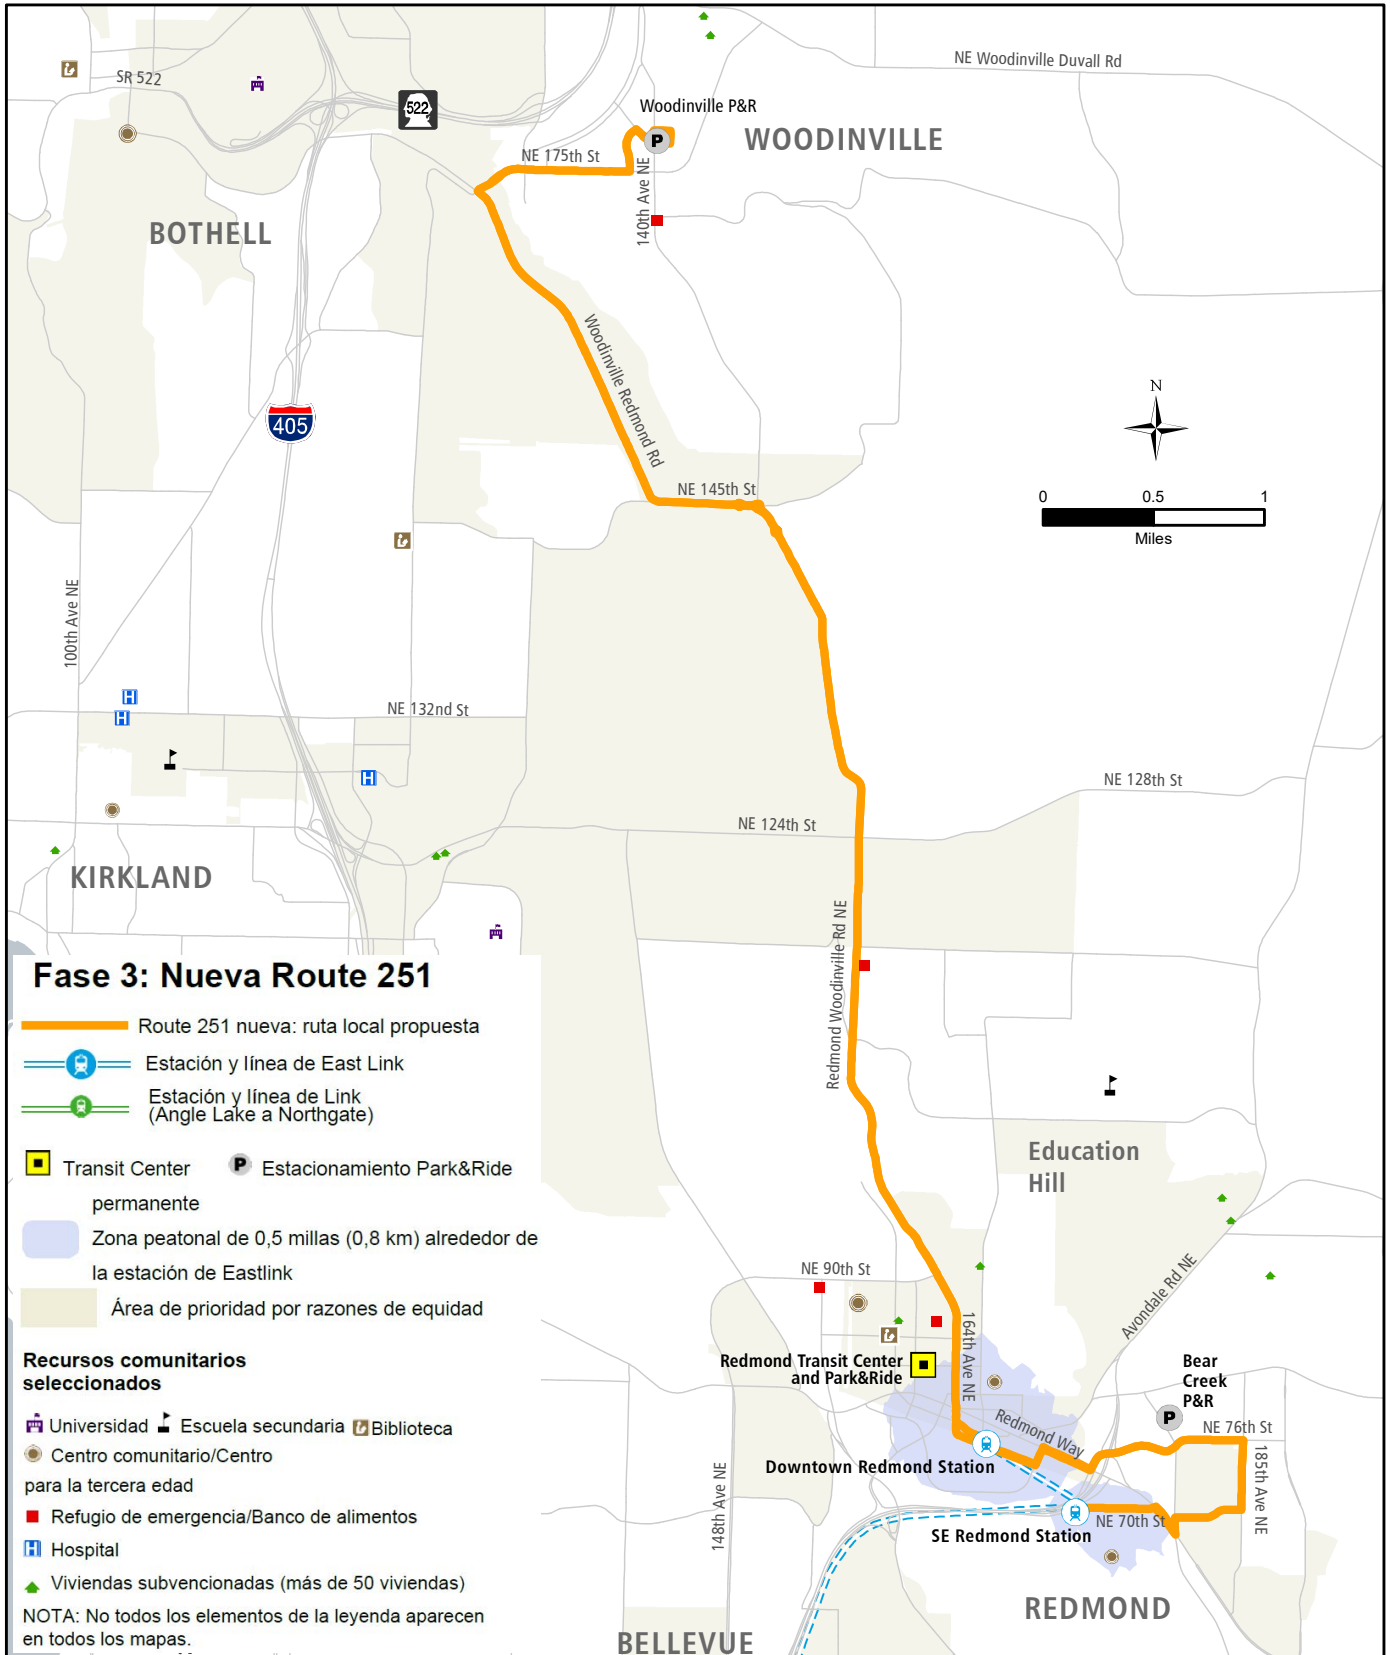 NE Woodinville Duvall Rd
SR 522
522
Woodinville P&R
P
WOODINVILLE
NE 175th St
140th Ave NE
BOTHELL
Woodinville Redmond Rd
405
N
NE 145th St
0 0.5 1
Miles
100th Ave NE
H
H
NE 132nd St
H
NE 128th St
NE 124th St
KIRKLAND
Redmond Woodinville Rd NE
Education
Hill
NE 90th St
Avondale Rd NE
164th Ave NE
Redmond Transit Center
and Park&Ride
Bear
Creek
P&R
P
Redmond Way
NE 76th St
185th Ave NE
Downtown Redmond Station
148th Ave NE
NE 70th St
SE Redmond Station
REDMOND
BELLEVUE
Fase 3: Nueva Route 251
Route 251 nueva: ruta local propuesta
Estación y línea de East Link
Estación y línea de Link
(Angle Lake a Northgate)
Transit Center P Estacionamiento Park&Ride
permanente
Zona peatonal de 0,5 millas (0,8 km) alrededor de
la estación de Eastlink
Área de prioridad por razones de equidad
Recursos comunitarios
seleccionados
Universidad Escuela secundaria Biblioteca
Centro comunitario/Centro
para la tercera edad
Refugio de emergencia/Banco de alimentos
H Hospital
Viviendas subvencionadas (más de 50 viviendas)
NOTA: No todos los elementos de la leyenda aparecen
en todos los mapas.